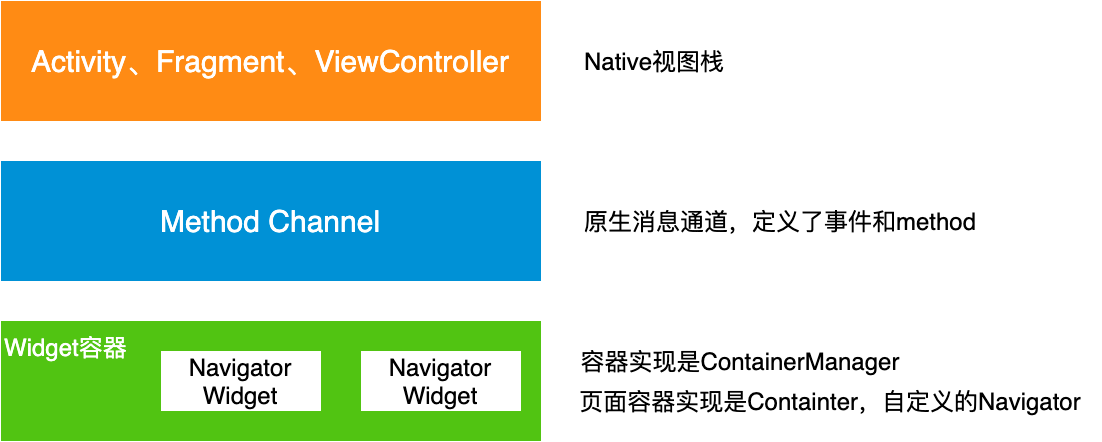 Activity、Fragment、ViewController
Native视图栈
Method Channel
原生消息通道，定义了事件和method
Widget容器
Navigator
Widget
Navigator
Widget
容器实现是ContainerManager
页面容器实现是Containter，自定义的Navigator